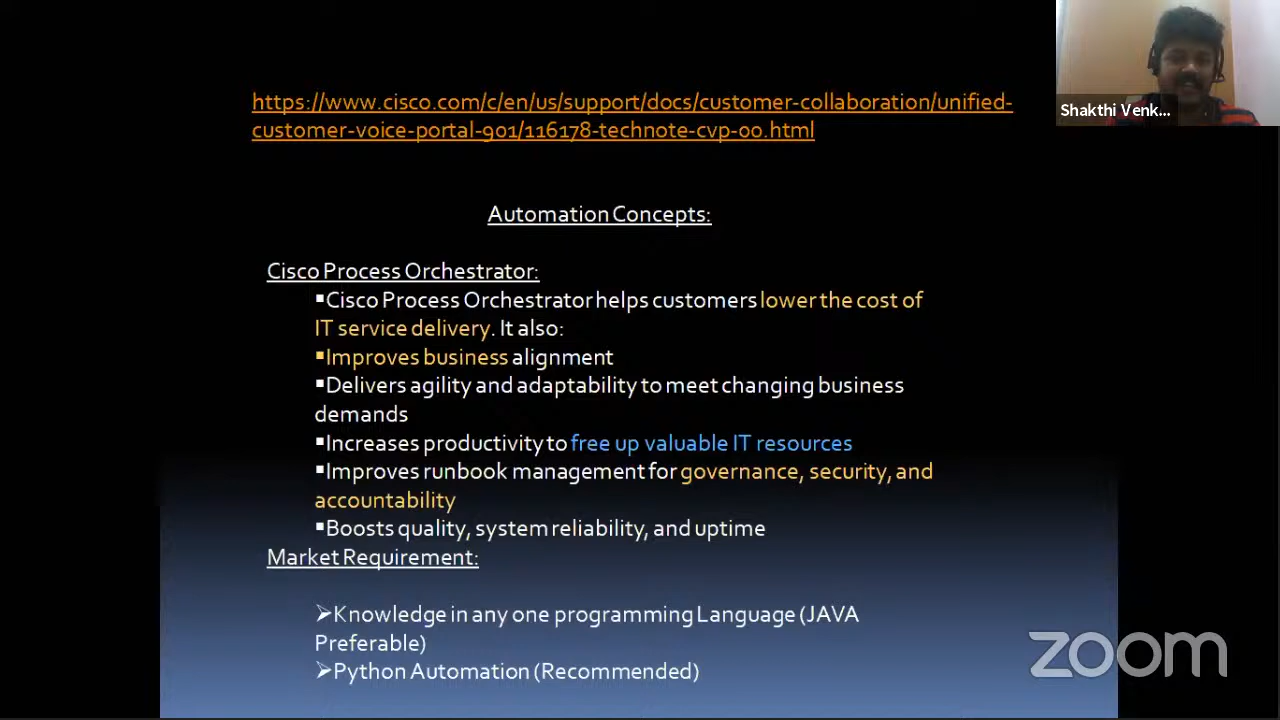 https://www.cisco.com/c/en/us/support/docs/customer-collaboration/unified-
customer-voice-portal-901/116178-technote-cvp-00.html
Shakthi Venk...
Automation Concepts:
Cisco Process Orchestrator:
▪Cisco Process Orchestrator helps customers lower the cost of
IT service delivery. It also:
▪Improves business alignment
▪Delivers agility and adaptability to meet changing business
demands
▪Increases productivity to free up valuable IT resources
▪Improves runbook management for governance, security, and
accountability
▪Boosts quality, system reliability, and uptime
Market Requirement:
➢Knowledge in any one programming Language (JAVA
Preferable)
➢Python Automation (Recommended)
zoom